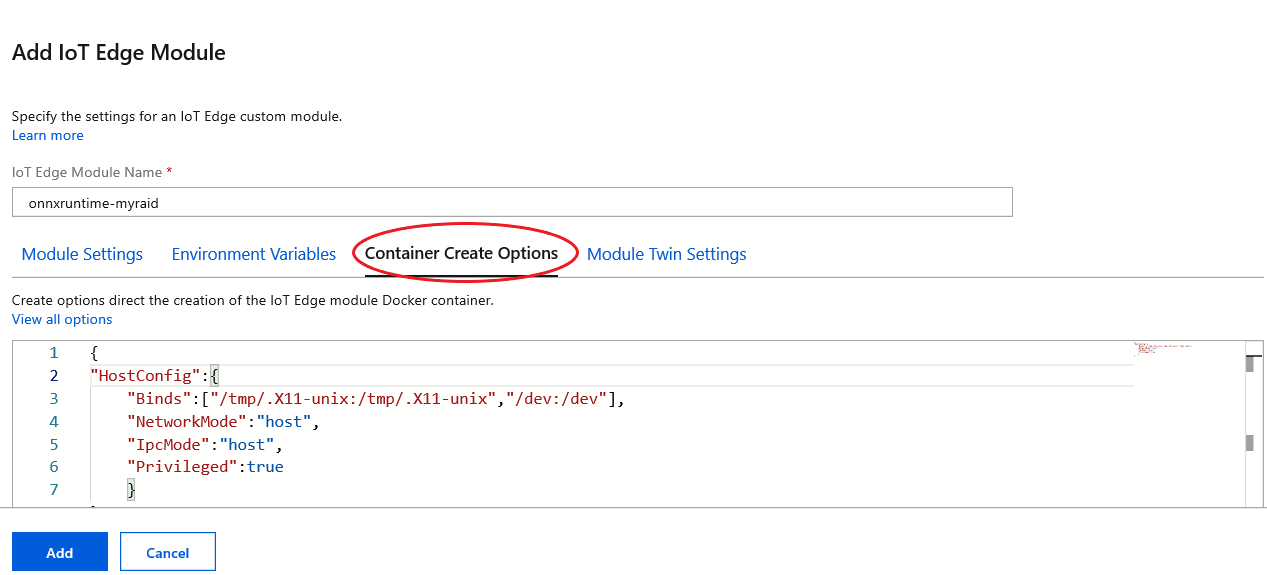 Add IoT Edge Module
Specify the settings for an IoT Edge custom module.
Learn more
IoT Edge Module Name *
onnxruntime-myraid
Module Settings Environment Variables Container Create Options Module Twin Settings
Create options direct the creation of the IoT Edge module Docker container.
View all options
1 {
2 "HostConfig":{
3 "Binds":["/tmp/.X11-unix:/tmp/.X11-unix","/dev:/dev"],
4 "NetworkMode":"host",
5 "IpcMode":"host",
6 "Privileged":true
7 }
Add Cancel